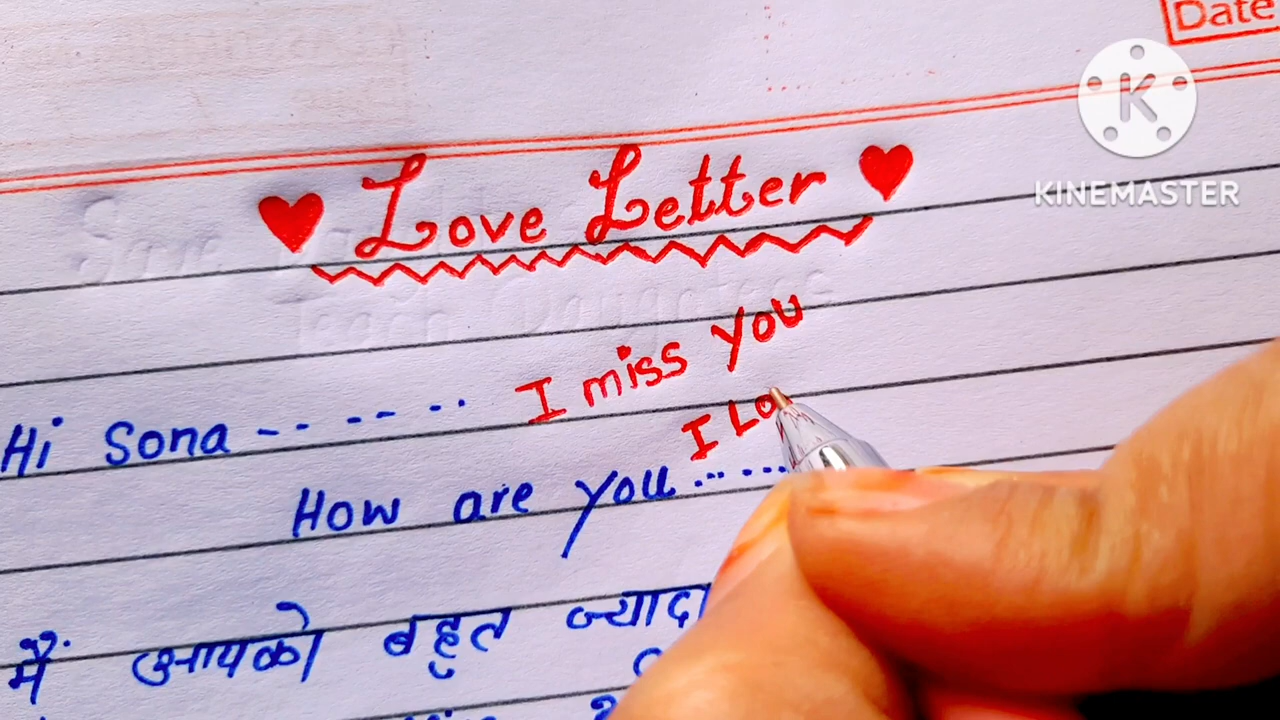 Date
K
KINEMASTER
Love Letter
I miss you
Hi Sona -- -- --
I Lo
How are you.. ...
मैं आपको बहुत ज्यादा